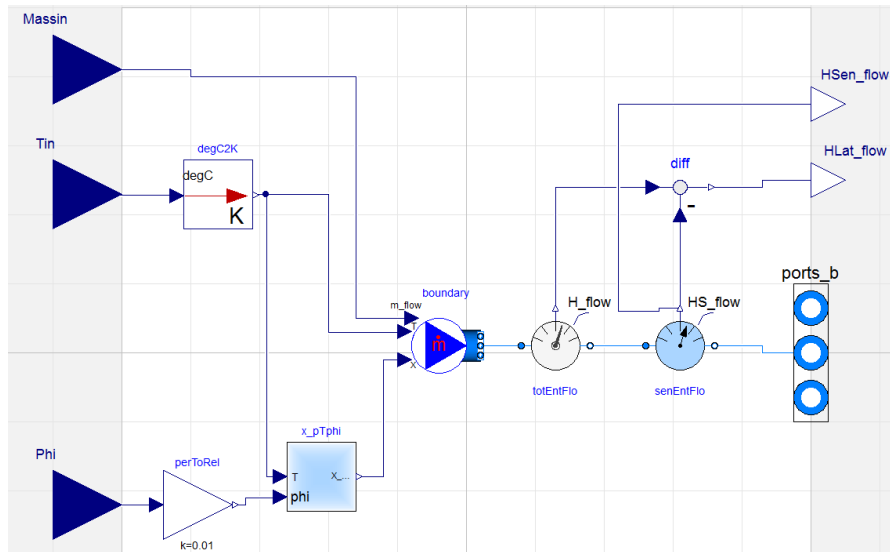 Massin
HSen_flow
Tin
degC2K
degC
K
diff
HLat_flow
-
ports_b
boundary
m_flow
T
ṁ
X
H_flow
HS_flow
totEntFlo
senEntFlo
x_pTphi
T
X_...
phi
Phi
perToRel
k=0.01